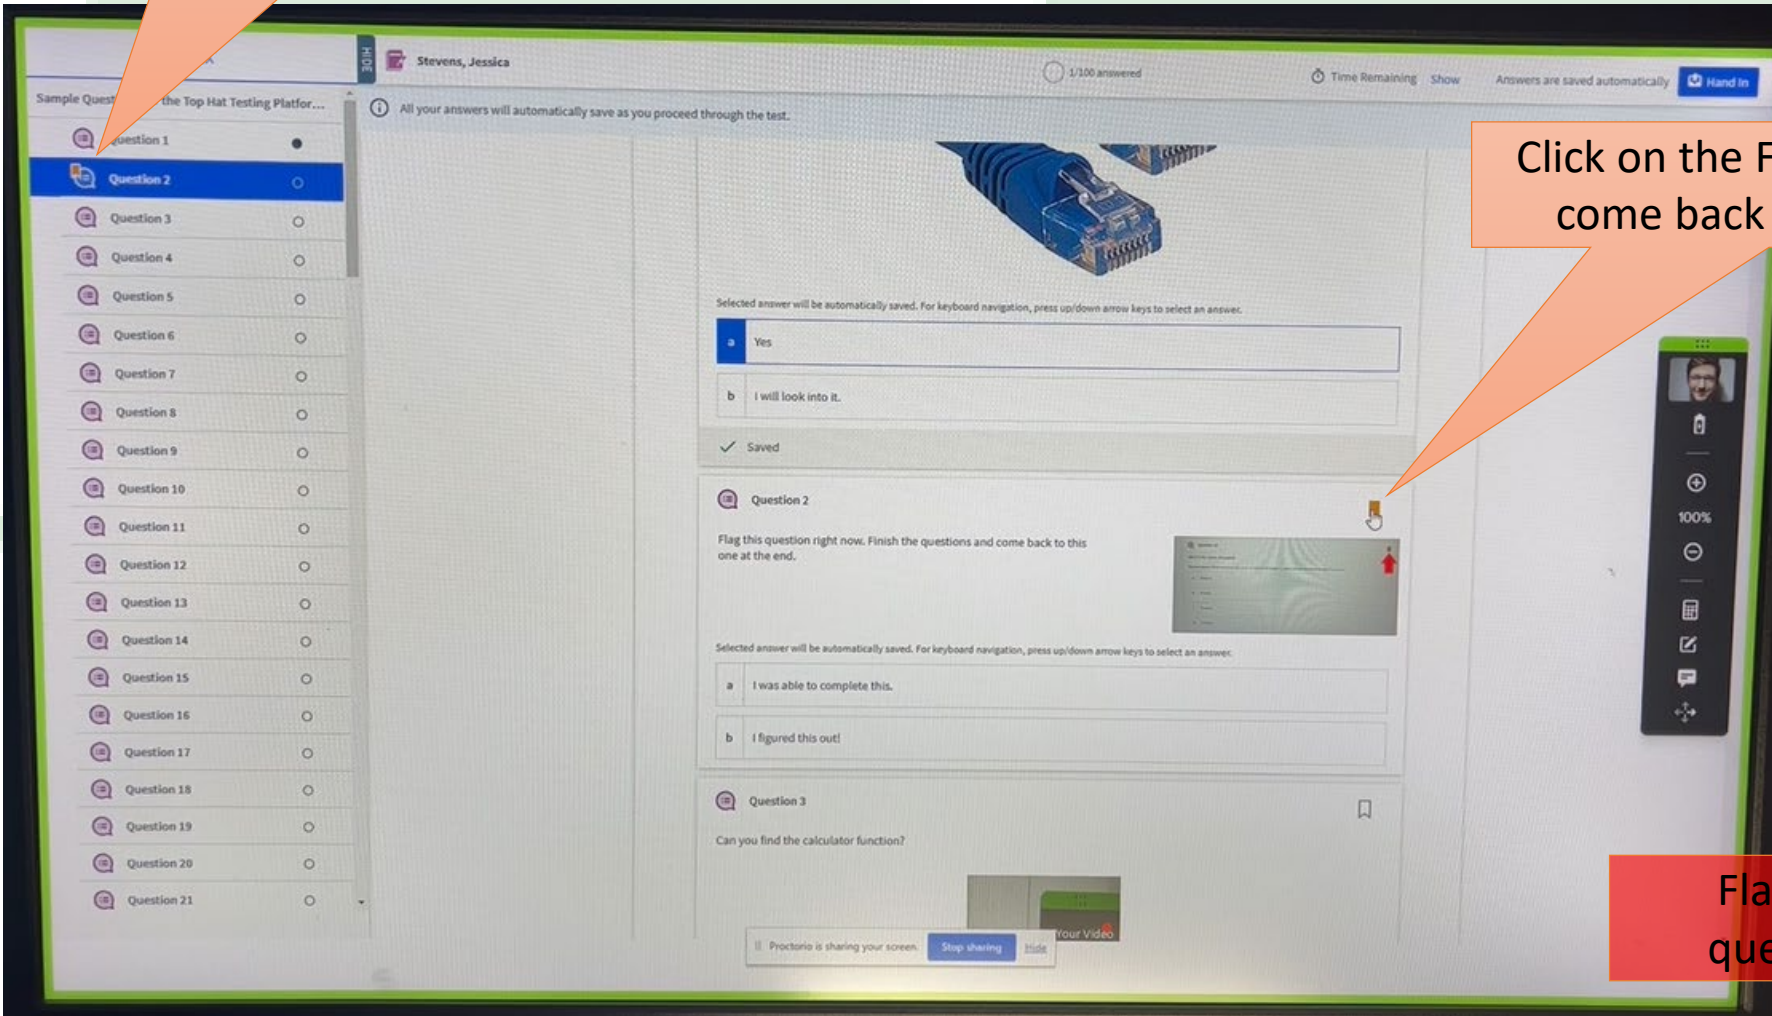 HIDE
Stevens, Jessica
1/100 answered
Time Remaining Show
Answers are saved automatically
Hand In
Sample Quest
the Top Hat Testing Platfor...
All your answers will automatically save as you proceed through the test.
Question 1
Question 2
Question 3
Question 4
Question 5
Question 6
Question 7
Question 8
Question 9
Question 10
Question 11
Question 12
Question 13
Question 14
Question 15
Question 16
Question 17
Question 18
Question 19
Question 20
Question 21
Selected answer will be automatically saved. For keyboard navigation, press up/down arrow keys to select an answer.
a Yes
b I will look into it.
Saved
Question 2
Flag this question right now. Finish the questions and come back to this
one at the end.
Selected answer will be automatically saved. For keyboard navigation, press up/down arrow keys to select an answer.
a I was able to complete this.
b I figured this out!
Question 3
Can you find the calculator function?
Your Video
Proctorio is sharing your screen. Stop sharing Hide
Click on the F
come back
100%
Fla
que